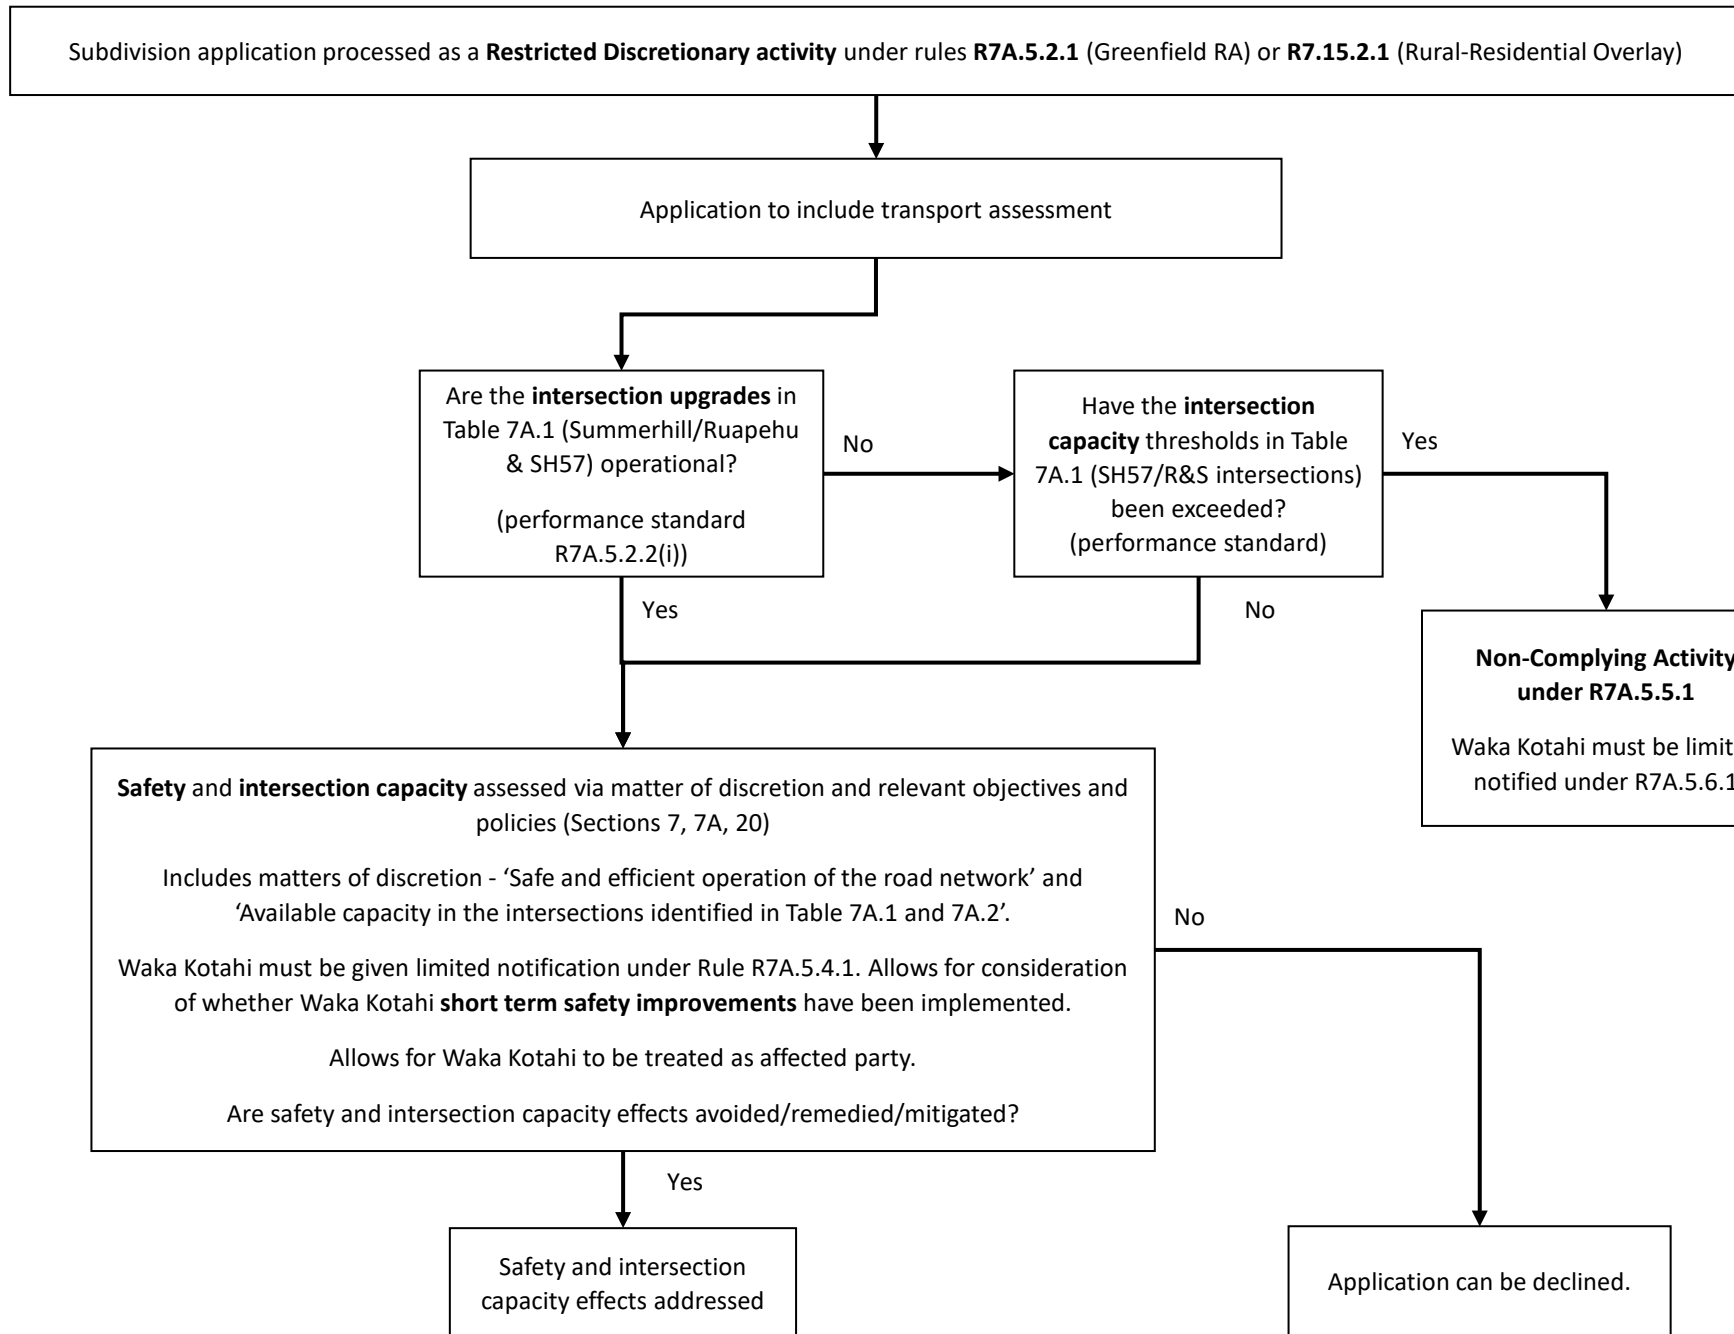 Subdivision application processed as a Restricted Discretionary activity under rules R7A.5.2.1 (Greenfield RA) or R7.15.2.1 (Rural-Residential Overlay)
Application to include transport assessment
Are the intersection upgrades in
Table 7A.1 (Summerhill/Ruapehu
& SH57) operational?
(performance standard
R7A.5.2.2(i))
No
Have the intersection
capacity thresholds in Table
7A.1 (SH57/R&S intersections)
been exceeded?
(performance standard)
Yes
Yes
No
Non-Complying Activity
under R7A.5.5.1
Waka Kotahi must be limit
notified under R7A.5.6.1
Safety and intersection capacity assessed via matter of discretion and relevant objectives and
policies (Sections 7, 7A, 20)
Includes matters of discretion - ‘Safe and efficient operation of the road network’ and
‘Available capacity in the intersections identified in Table 7A.1 and 7A.2’.
Waka Kotahi must be given limited notification under Rule R7A.5.4.1. Allows for consideration
of whether Waka Kotahi short term safety improvements have been implemented.
Allows for Waka Kotahi to be treated as affected party.
Are safety and intersection capacity effects avoided/remedied/mitigated?
No
Yes
Safety and intersection
capacity effects addressed
Application can be declined.